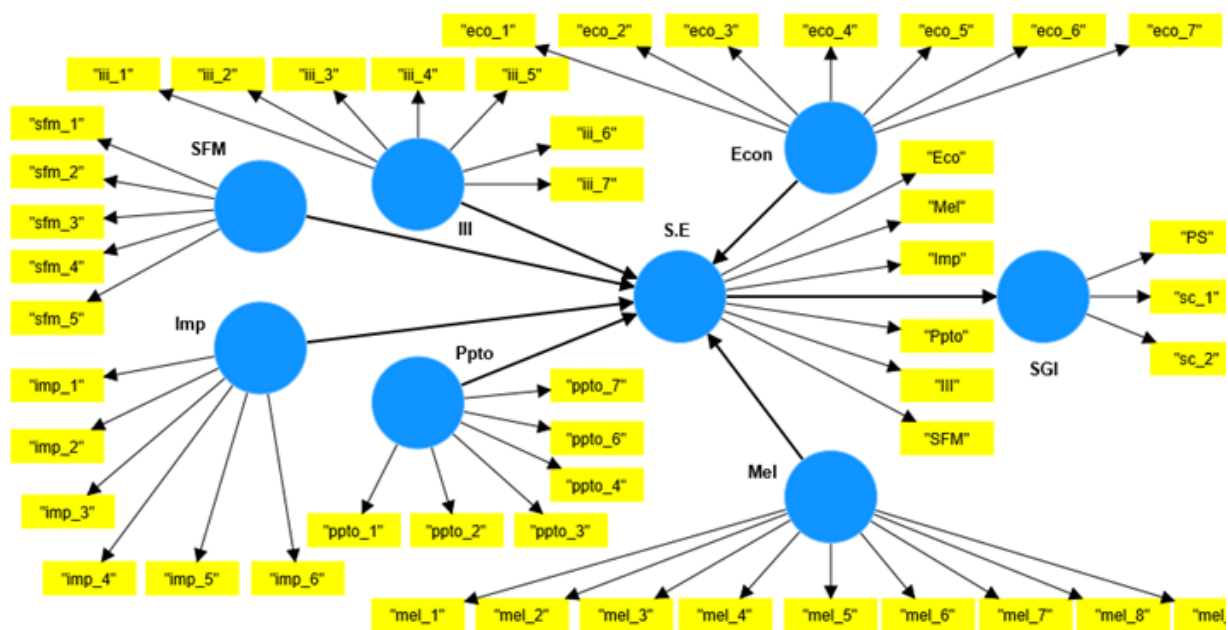 "eco_1"
"eco_2"
"eco_3"
"eco_4"
"eco_5"
"eco_6"
"eco_7"
"iii_1"
"iii_2"
"iii_3"
"iii_4"
"iii_5"
"iii_6"
"iii_7"
"sfm_1"
"sfm_2"
"sfm_3"
"sfm_4"
"sfm_5"
SFM
III
Econ
S.E
"Eco"
"Mel"
"Imp"
"Ppto"
"III"
"SFM"
"PS"
"sc_1"
"sc_2"
SGI
Imp
"imp_1"
"imp_2"
"imp_3"
"imp_4"
"imp_5"
"imp_6"
Ppto
"ppto_7"
"ppto_6"
"ppto_4"
"ppto_1"
"ppto_2"
"ppto_3"
Mel
"mel_1"
"mel_2"
"mel_3"
"mel_4"
"mel_5"
"mel_6"
"mel_7"
"mel_8"
"mel_